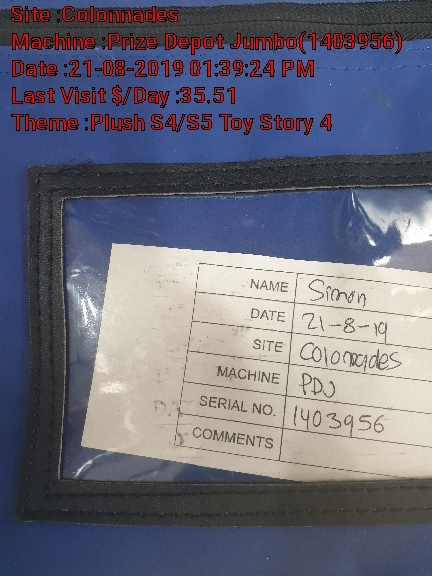 Site :Colonnades
Machine :Prize Depot Jumbo(1483956)
Date :21-08-2019 01:39:24 PM
Last Visit $/Day :35.51
Theme :Plush S4/S5 Toy Story 4
NAME Simon
DATE 21-8-19
SITE Colonnades
MACHINE PDJ
SERIAL NO. 1403956
COMMENTS